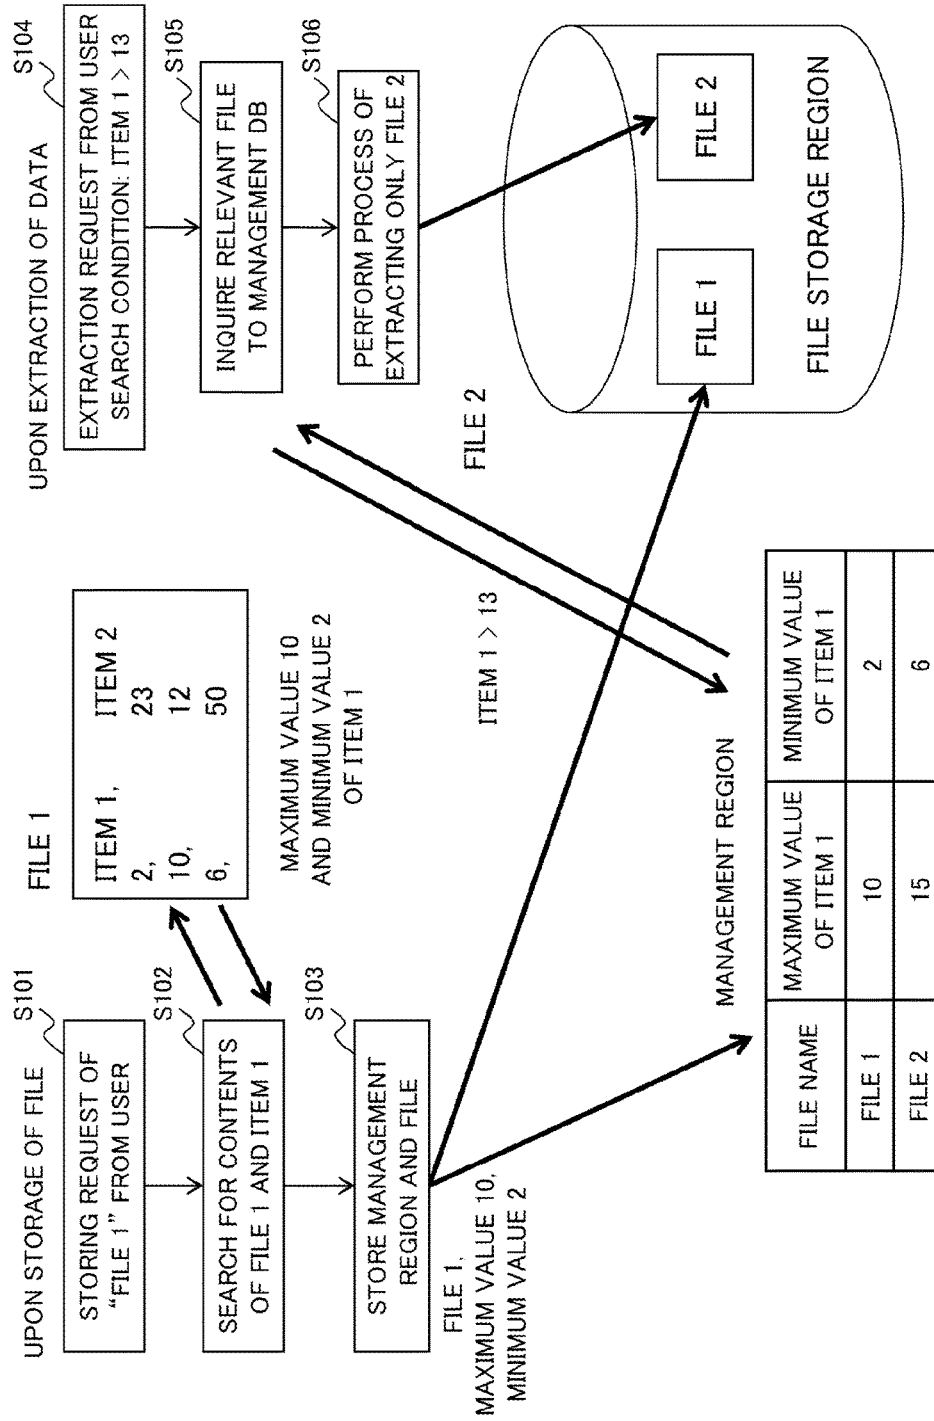 UPON STORAGE OF FILE
S101
STORING REQUEST OF
"FILE 1" FROM USER
S102
SEARCH FOR CONTENTS
OF FILE 1 AND ITEM 1
S103
STORE MANAGEMENT
REGION AND FILE
FILE 1,
MAXIMUM VALUE 10,
MINIMUM VALUE 2
FILE 1
ITEM 1, ITEM 2
2, 23
10, 12
6, 50
MAXIMUM VALUE 10
AND MINIMUM VALUE 2
OF ITEM 1
UPON EXTRACTION OF DATA
S104
EXTRACTION REQUEST FROM USER
SEARCH CONDITION: ITEM 1 > 13
S105
INQUIRE RELEVANT FILE
TO MANAGEMENT DB
S106
PERFORM PROCESS OF
EXTRACTING ONLY FILE 2
ITEM 1 > 13
FILE 2
MANAGEMENT REGION
FILE NAME
MAXIMUM VALUE
OF ITEM 1
MINIMUM VALUE
OF ITEM 1
FILE 1 10 2
FILE 2 15 6
FILE 1
FILE 2
FILE STORAGE REGION